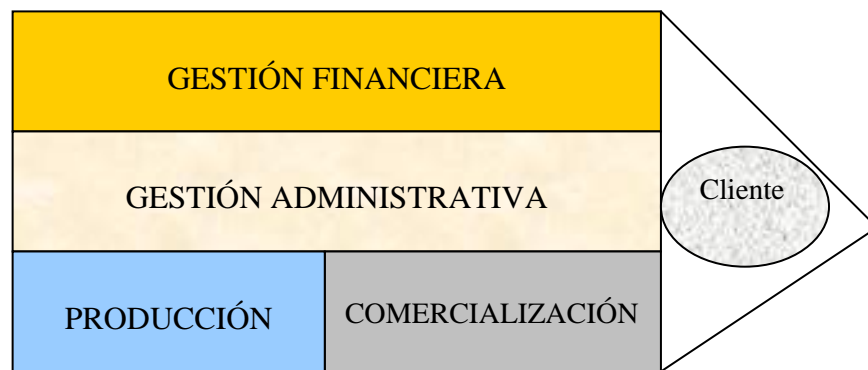 GESTIÓN FINANCIERA
GESTIÓN ADMINISTRATIVA
Cliente
PRODUCCIÓN
COMERCIALIZACIÓN